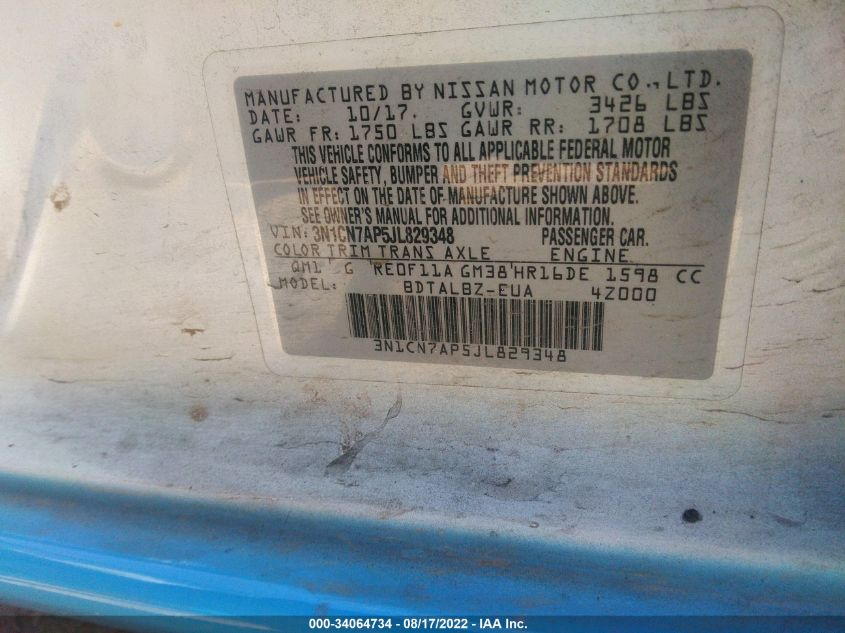 MANUFACTURED BY NISSAN MOTOR CO.,LTD.
DATE: 10/17. GVWR: 3426 LBS
GAWR FR: 1750 LBS GAWR RR: 1708 LBS
THIS VEHICLE CONFORMS TO ALL APPLICABLE FEDERAL MOTOR
VEHICLE SAFETY, BUMPER AND THEFT PREVENTION STANDARDS
IN EFFECT ON THE DATE OF MANUFACTURE SHOWN ABOVE.
SEE OWNER'S MANUAL FOR ADDITIONAL INFORMATION.
VIN: 3N1CN7AP5JL829348 PASSENGER CAR.
COLOR TRIM TRANS AXLE ENGINE
QM1 G RE0F11A GM38 HR16DE 1598 CC
MODEL: BDTALBZ-EUA 4Z000
3N1CN7AP5JL829348
000-34064734 - 08/17/2022 - IAA Inc.